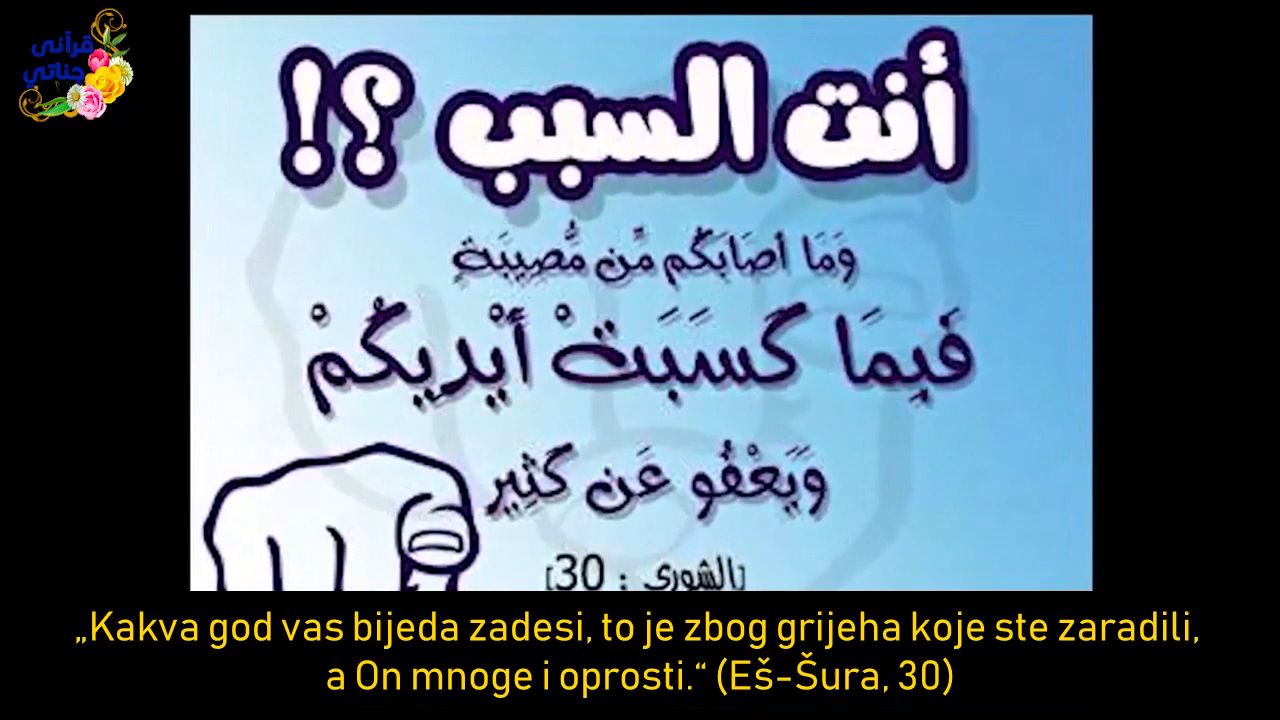 قرآني
جناتي
أنت السبب ؟!
وَمَا أصَابَكُم مِّن مُّصِيبَةٍ
فَبِمَا كَسَبَتْ أَيْدِيكُمْ
وَيَعْفُو عَن كَثِيرٍ
[الشورى : 30]
„Kakva god vas bijeda zadesi, to je zbog grijeha koje ste zaradili,
a On mnoge i oprosti.“ (Eš-Šura, 30)